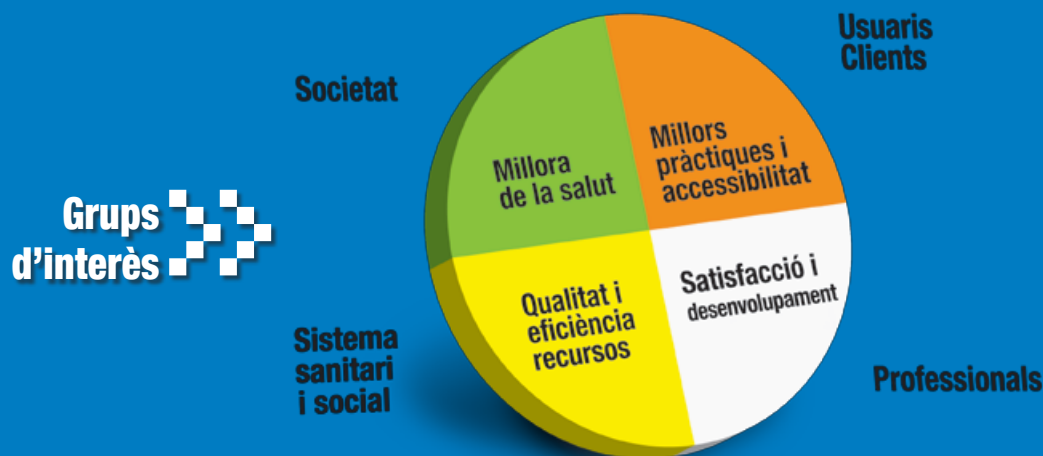 Grups
d'interès
Societat
Usuaris
Clients
Millora
de la salut
Millors
pràctiques i
accessibilitat
Qualitat i
eficiència
recursos
Satisfacció i
desenvolupament
Sistema
sanitari
i social
Professionals